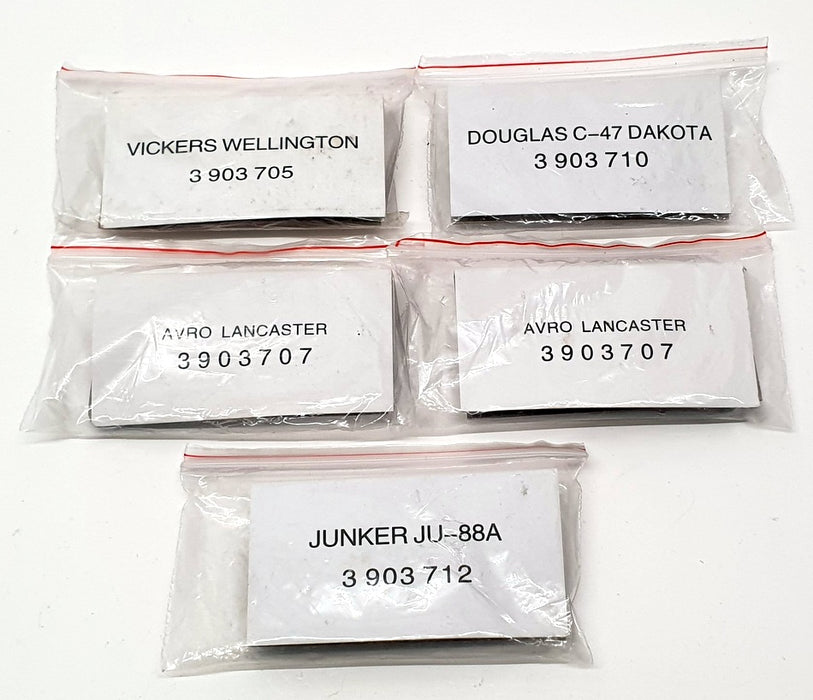 VICKERS WELLINGTON
3 903 705
DOUGLAS C-47 DAKOTA
3 903 710
AVRO LANCASTER
3903707
AVRO LANCASTER
3903707
JUNKER JU-88A
3 903 712